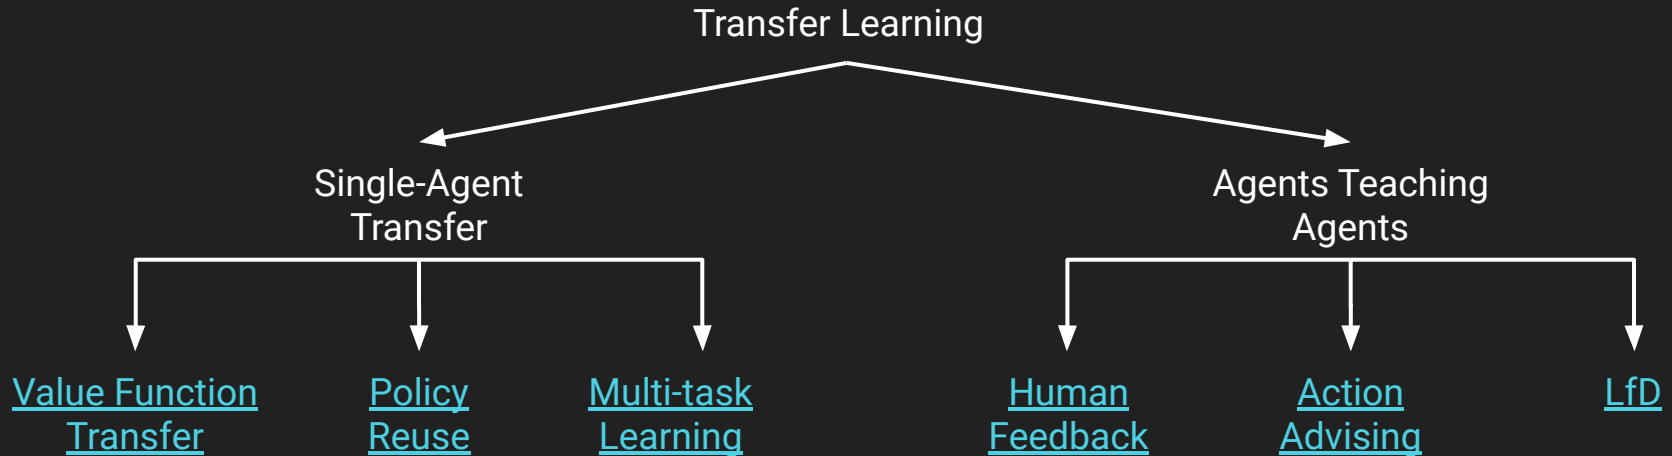 Transfer Learning
Single-Agent
Transfer
Agents Teaching
Agents
Value Function
Transfer
Policy
Reuse
Multi-task
Learning
Human
Feedback
Action
Advising
LfD